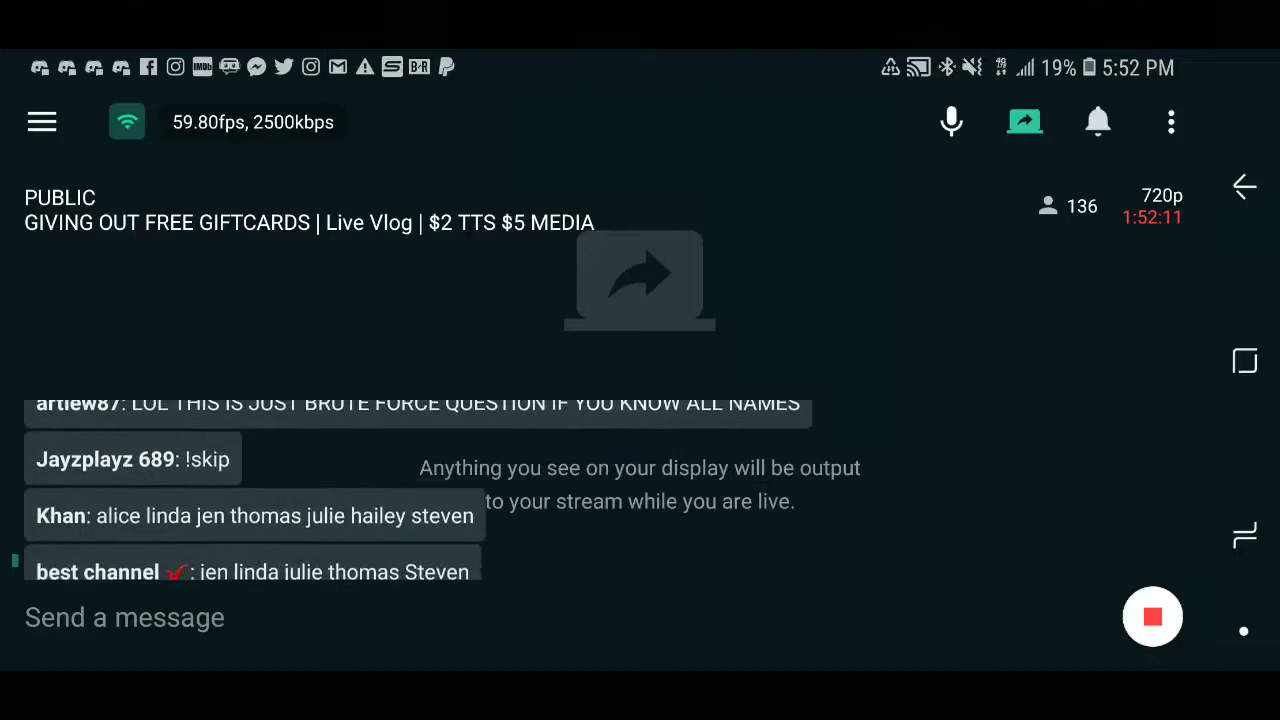 19% 5:52 PM
59.80fps, 2500kbps
PUBLIC
GIVING OUT FREE GIFTCARDS | Live Vlog | $2 TTS $5 MEDIA
136
720p
1:52:11
artlew87: LOL THIS IS JUST BRUTE FORCE QUESTION IF YOU KNOW ALL NAMES
Jayzplayz 689: !skip
Anything you see on your display will be output
to your stream while you are live.
Khan: alice linda jen thomas julie hailey steven
best channel : jen linda julie thomas Steven
Send a message